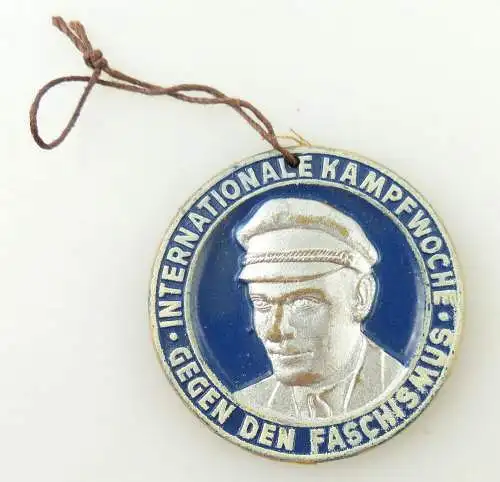 · INTERNATIONALE KAMPFWOCHE ·
GEGEN DEN FASCHISMUS